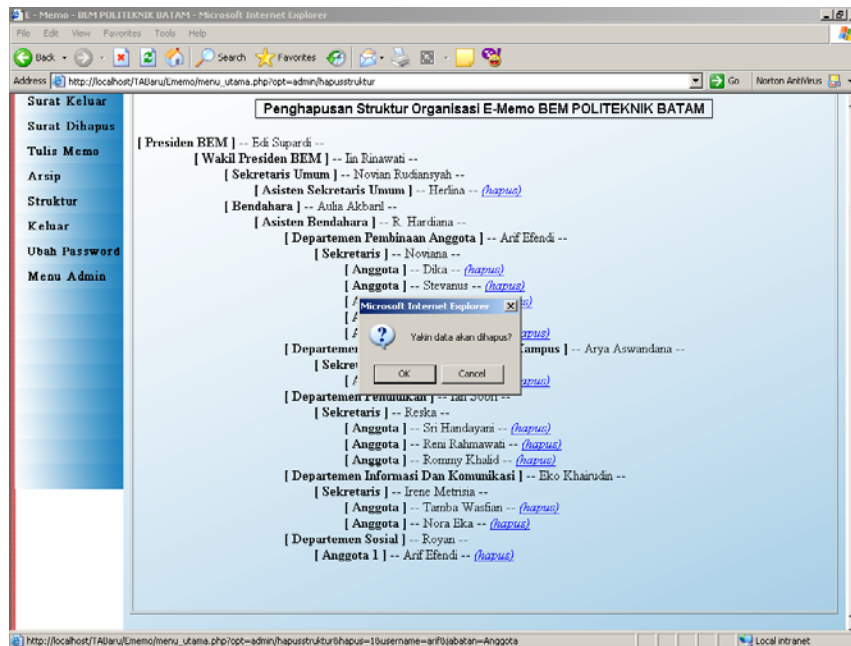 E - Memo - BEM POLITEKNIK BATAM - Microsoft Internet Explorer
File Edit View Favorites Tools Help
Back Search Favorites
Address http://localhost/TABaru/Ememo/menu_utama.php?opt=admin/hapusstruktur Go Norton AntiVirus
Surat Keluar
Surat Dihapus
Tulis Memo
Arsip
Struktur
Keluar
Ubah Password
Menu Admin
Penghapusan Struktur Organisasi E-Memo BEM POLITEKNIK BATAM
[ Presiden BEM ] -- Edi Supardi --
[ Wakil Presiden BEM ] -- Iin Rinawati --
[ Sekretaris Umum ] -- Novian Rudiansyah --
[ Asisten Sekretaris Umum ] -- Herlina -- (hapus)
[ Bendahara ] -- Aulia Akbaril --
[ Asisten Bendahara ] -- R. Hardiana --
[ Departemen Pembinaan Anggota ] -- Arif Efendi --
[ Sekretaris ] -- Noviana --
[ Anggota ] -- Dika -- (hapus)
[ Anggota ] -- Stevanus -- (hapus)
Microsoft Internet Explorer
Yakin data akan dihapus?
OK Cancel
Kampus ] -- Arya Aswandana --
[ Sekretaris ] -- Reska --
[ Anggota ] -- Sri Handayani -- (hapus)
[ Anggota ] -- Reni Rahmawati -- (hapus)
[ Anggota ] -- Rommy Khalid -- (hapus)
[ Departemen Informasi Dan Komunikasi ] -- Eko Khairudin --
[ Sekretaris ] -- Irene Metrisia --
[ Anggota ] -- Tamba Wasfian -- (hapus)
[ Anggota ] -- Nora Eka -- (hapus)
[ Departemen Sosial ] -- Royan --
[ Anggota 1 ] -- Arif Efendi -- (hapus)
http://localhost/TABaru/Ememo/menu_utama.php?opt=admin/hapusstruktur&hapus=1&username=arif&jabatan=Anggota Local intranet